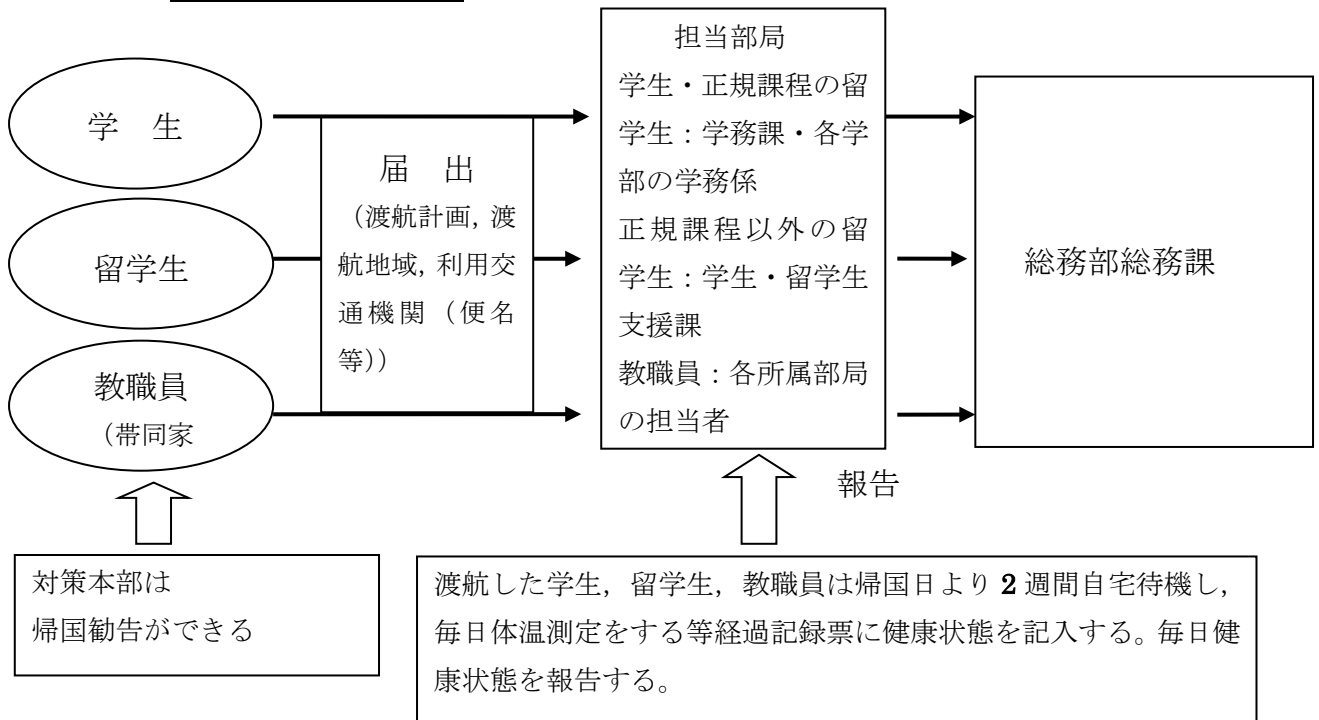 学　生
留学生
教職員
（帯同家
届　出
（渡航計画, 渡
航地域, 利用交
通機関（便名
等））
担当部局
学生・正規課程の留
学生：学務課・各学
部の学務係
正規課程以外の留
学生：学生・留学生
支援課
教職員：各所属部局
の担当者
総務部総務課
報告
対策本部は
帰国勧告ができる
渡航した学生，留学生，教職員は帰国日より 2 週間自宅待機し，
毎日体温測定をする等経過記録票に健康状態を記入する。毎日健
康状態を報告する。